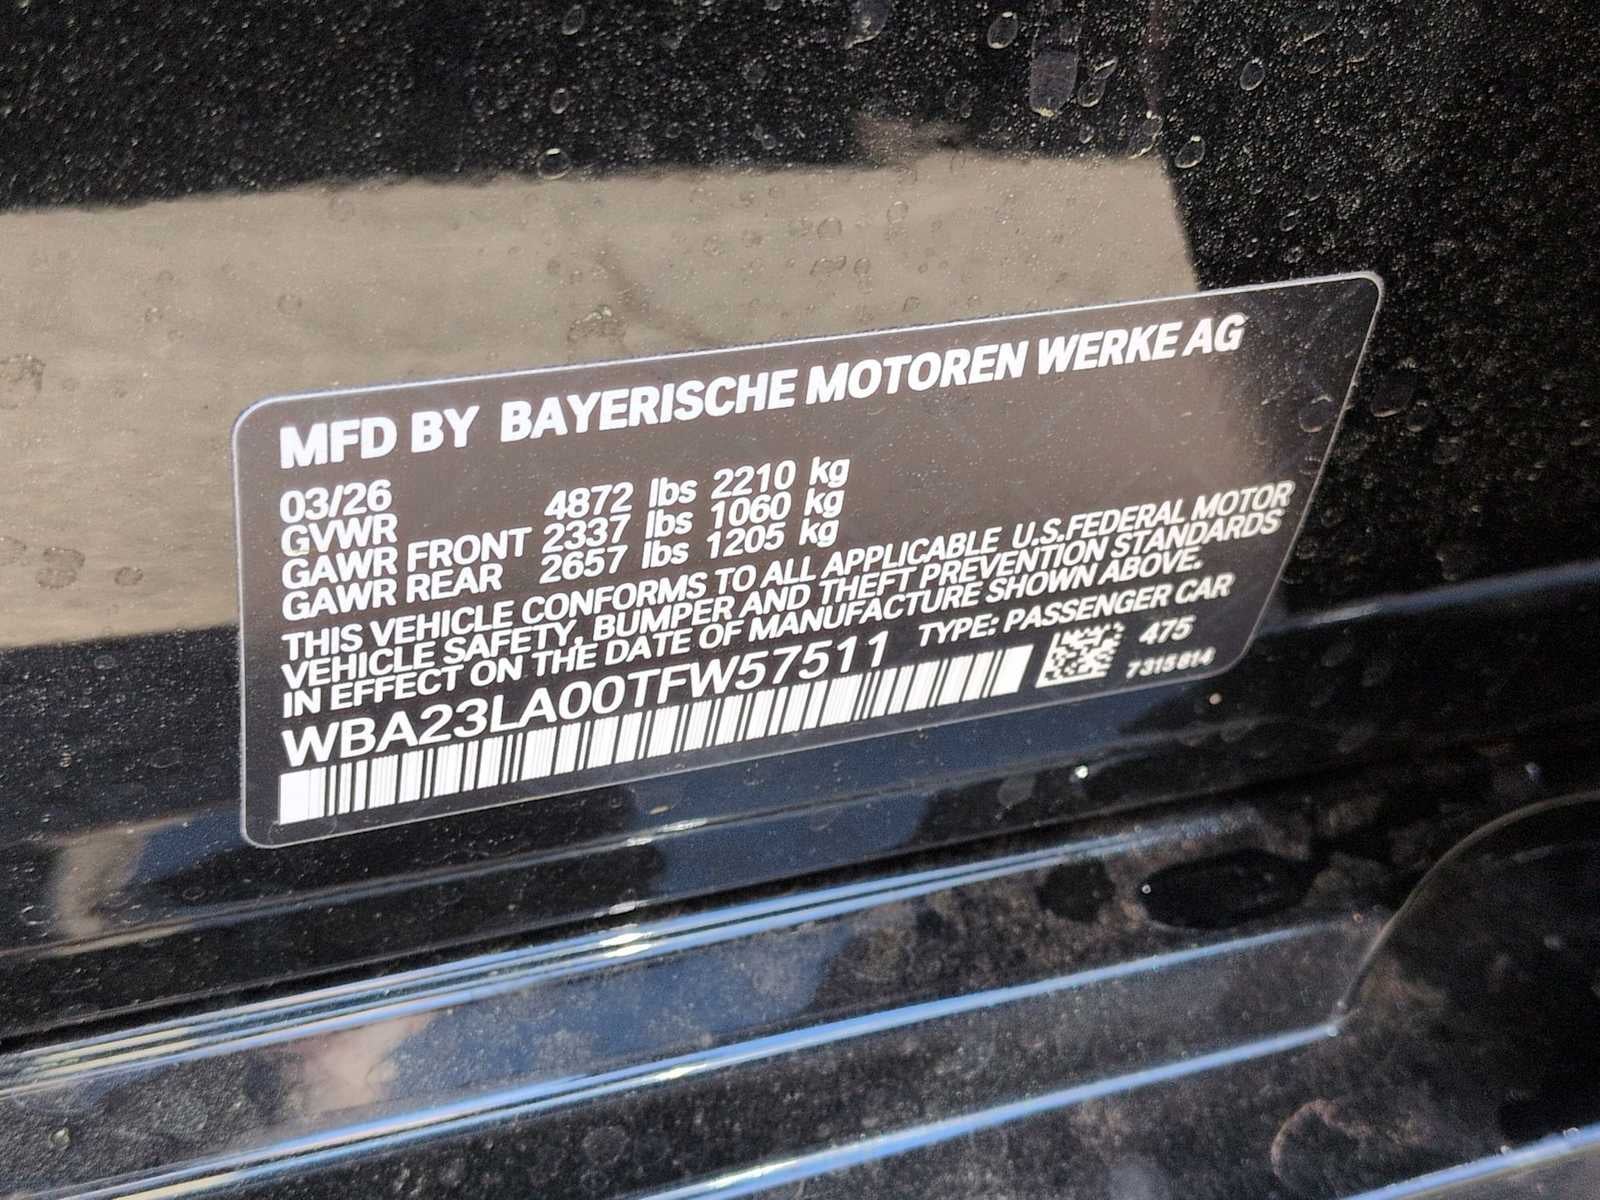 MFD BY BAYERISCHE MOTOREN WERKE AG
03/26
GVWR 4872 lbs 2210 kg
GAWR FRONT 2337 lbs 1060 kg
GAWR REAR 2657 lbs 1205 kg
THIS VEHICLE CONFORMS TO ALL APPLICABLE U.S.FEDERAL MOTOR
VEHICLE SAFETY, BUMPER AND THEFT PREVENTION STANDARDS
IN EFFECT ON THE DATE OF MANUFACTURE SHOWN ABOVE.
WBA23LA00TFW57511 TYPE: PASSENGER CAR
475
7315814